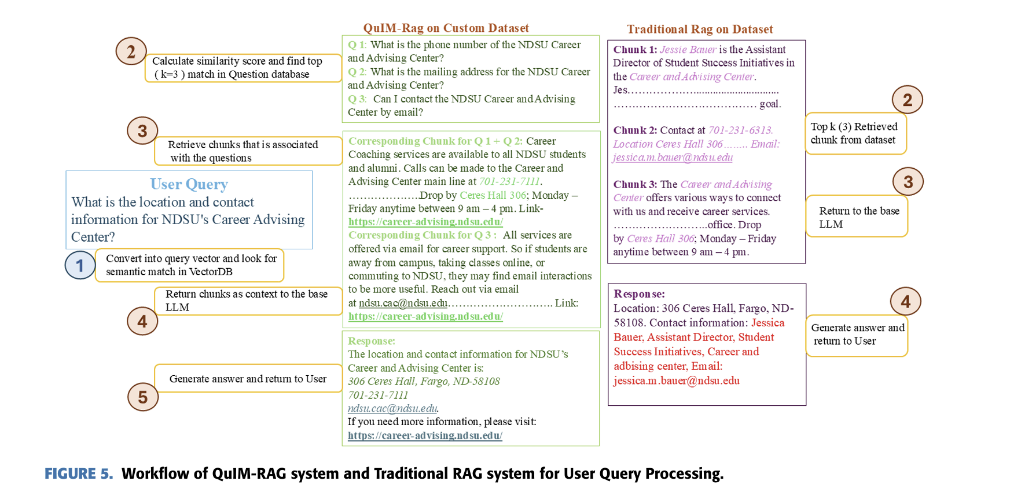 QuIM-Rag on Custom Dataset
Traditional Rag on Dataset
2
Calculate similarity score and find top
( k=3 ) match in Question database
3
Retrieve chunks that is associated
with the questions
User Query
What is the location and contact
information for NDSU's Career Advising
Center?
1
Convert into query vector and look for
semantic match in VectorDB
Return chunks as context to the base
LLM
4
Generate answer and return to User
5
Q 1: What is the phone number of the NDSU Career
and Advising Center?
Q 2: What is the mailing address for the NDSU Career
and Advising Center?
Q 3: Can I contact the NDSU Career and Advising
Center by email?
Corresponding Chunk for Q 1 + Q 2: Career
Coaching services are available to all NDSU students
and alumni. Calls can be made to the Career and
Advising Center main line at 701-231-7111.
....................Drop by Ceres Hall 306; Monday –
Friday anytime between 9 am – 4 pm. Link-
https://career-advising.ndsu.edu/
Corresponding Chunk for Q 3 : All services are
offered via email for career support. So if students are
away from campus, taking classes online, or
commuting to NDSU, they may find email interactions
to be more useful. Reach out via email
at ndsu.cac@ndsu.edu............................ Link:
https://career-advising.ndsu.edu/
Response:
The location and contact information for NDSU's
Career and Advising Center is:
306 Ceres Hall, Fargo, ND-58108
701-231-7111
ndsu.cac@ndsu.edu.
If you need more information, please visit:
https://career-advising.ndsu.edu/
Chunk 1: Jessie Bauer is the Assistant
Director of Student Success Initiatives in
the Career and Advising Center.
Jes..................................................
.......................................... goal.
Chunk 2: Contact at 701-231-6313.
Location Ceres Hall 306........ Email:
jessica.m.bauer@ndsu.edu
Chunk 3: The Career and Advising
Center offers various ways to connect
with us and receive career services.
............................office. Drop
by Ceres Hall 306; Monday – Friday
anytime between 9 am – 4 pm.
Response:
Location: 306 Ceres Hall, Fargo, ND-
58108. Contact information: Jessica
Bauer, Assistant Director, Student
Success Initiatives, Career and
adbising center, Email:
jessica.m.bauer@ndsu.edu
2
Top k (3) Retrieved
chunk from dataset
3
Return to the base
LLM
4
Generate answer and
return to User
FIGURE 5. Workflow of QuIM-RAG system and Traditional RAG system for User Query Processing.